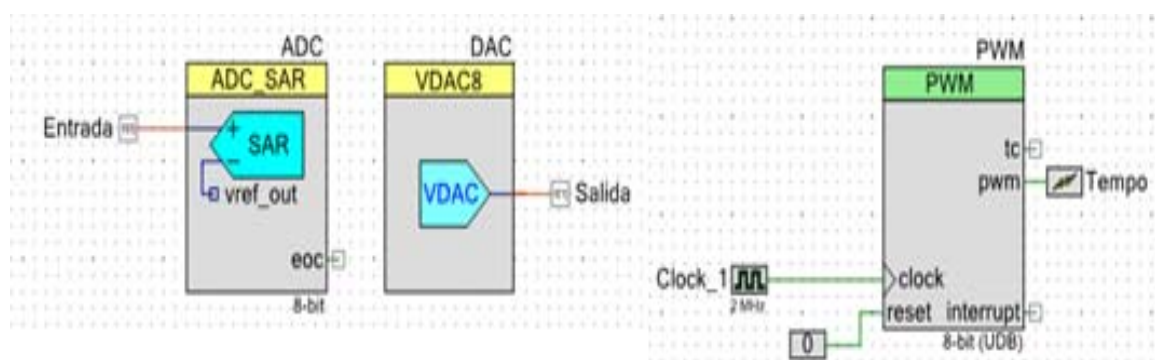 ADC
ADC_SAR
Entrada
+
SAR
vref_out
eoc
8-bit
DAC
VDAC8
VDAC
Salida
PWM
PWM
tc
pwm
Tempo
Clock_1
2 MHz
clock
reset
interrupt
0
8-bit (UDB)